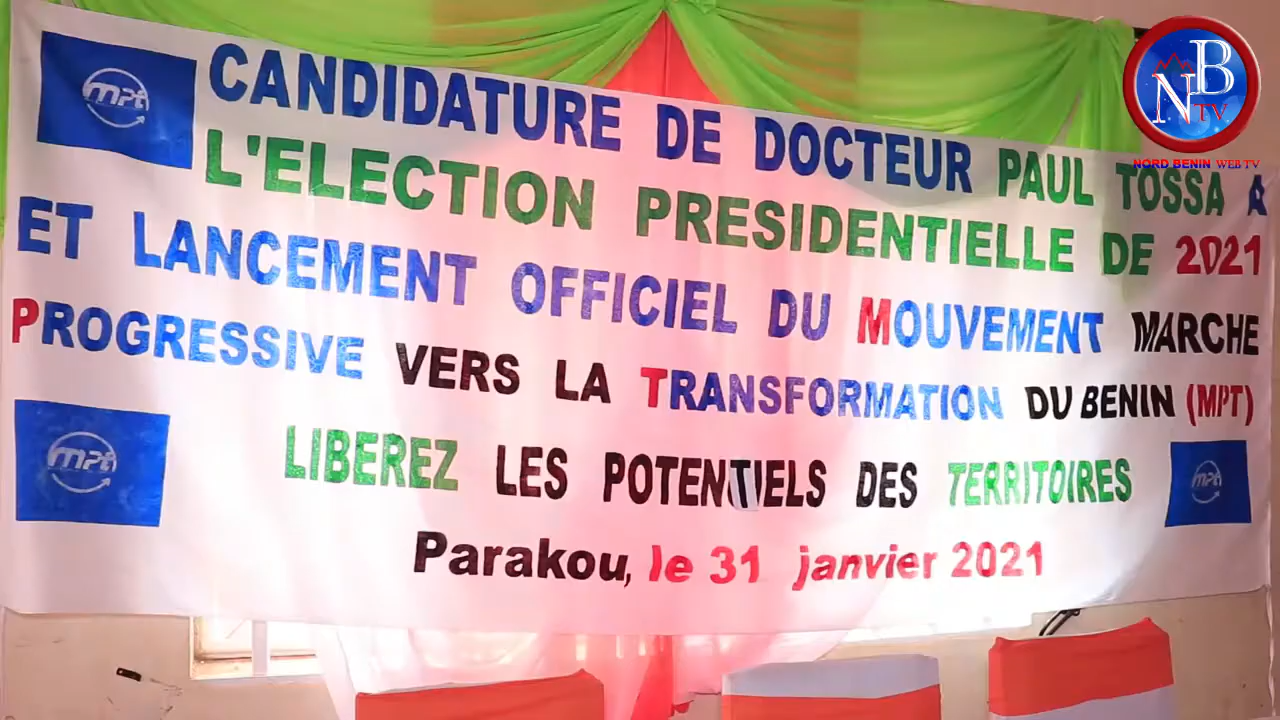 mpt
CANDIDATURE DE DOCTEUR PAUL TOSSA A
L'ELECTION PRESIDENTIELLE DE 2021
ET LANCEMENT OFFICIEL DU MOUVEMENT MARCHE
PROGRESSIVE VERS LA TRANSFORMATION DU BENIN (MPT)
LIBEREZ LES POTENTIELS DES TERRITOIRES
mpt
mpt
Parakou, le 31 janvier 2021
NB TV
NORD BENIN WEB TV